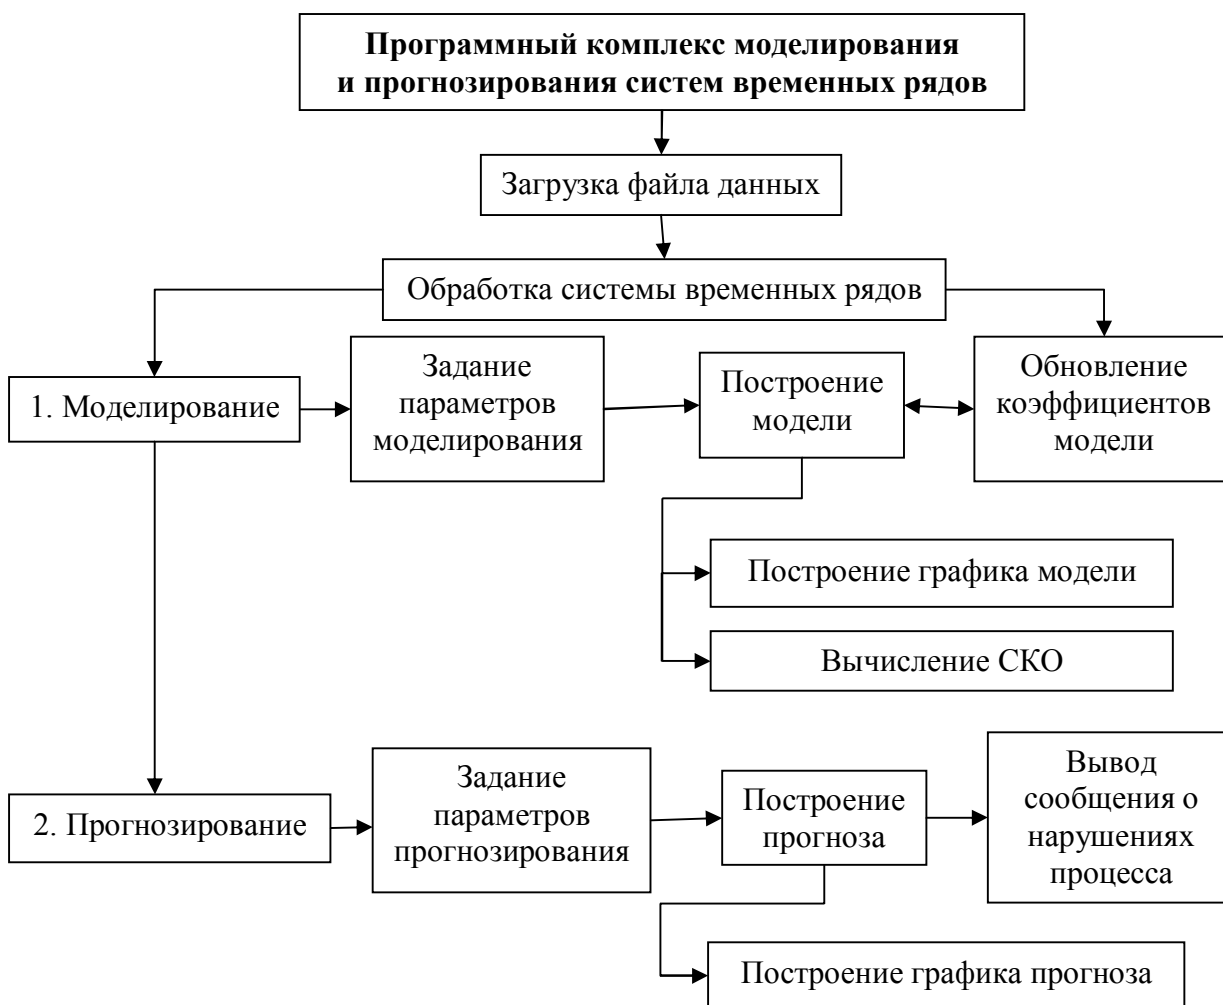 Программный комплекс моделирования
и прогнозирования систем временных рядов
Загрузка файла данных
Обработка системы временных рядов
1. Моделирование
Задание
параметров
моделирования
Построение
модели
Обновление
коэффициентов
модели
Построение графика модели
Вычисление СКО
2. Прогнозирование
Задание
параметров
прогнозирования
Построение
прогноза
Вывод
сообщения о
нарушениях
процесса
Построение графика прогноза